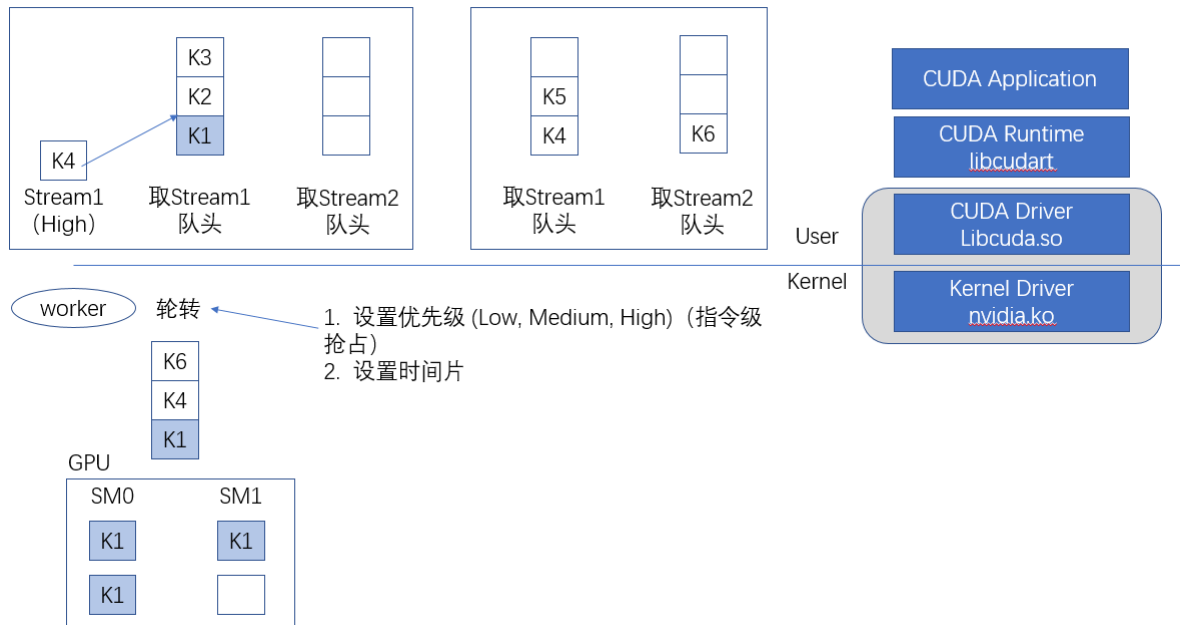 K4
Stream1
（High）
K3
K2
K1
取Stream1
队头
取Stream2
队头
K5
K4
取Stream1
队头
K6
取Stream2
队头
CUDA Application
CUDA Runtime
libcudart
CUDA Driver
Libcuda.so
User
Kernel
Kernel Driver
nvidia.ko
worker
轮转
1. 设置优先级 (Low, Medium, High)（指令级
抢占）
2. 设置时间片
K6
K4
K1
GPU
SM0
SM1
K1
K1
K1